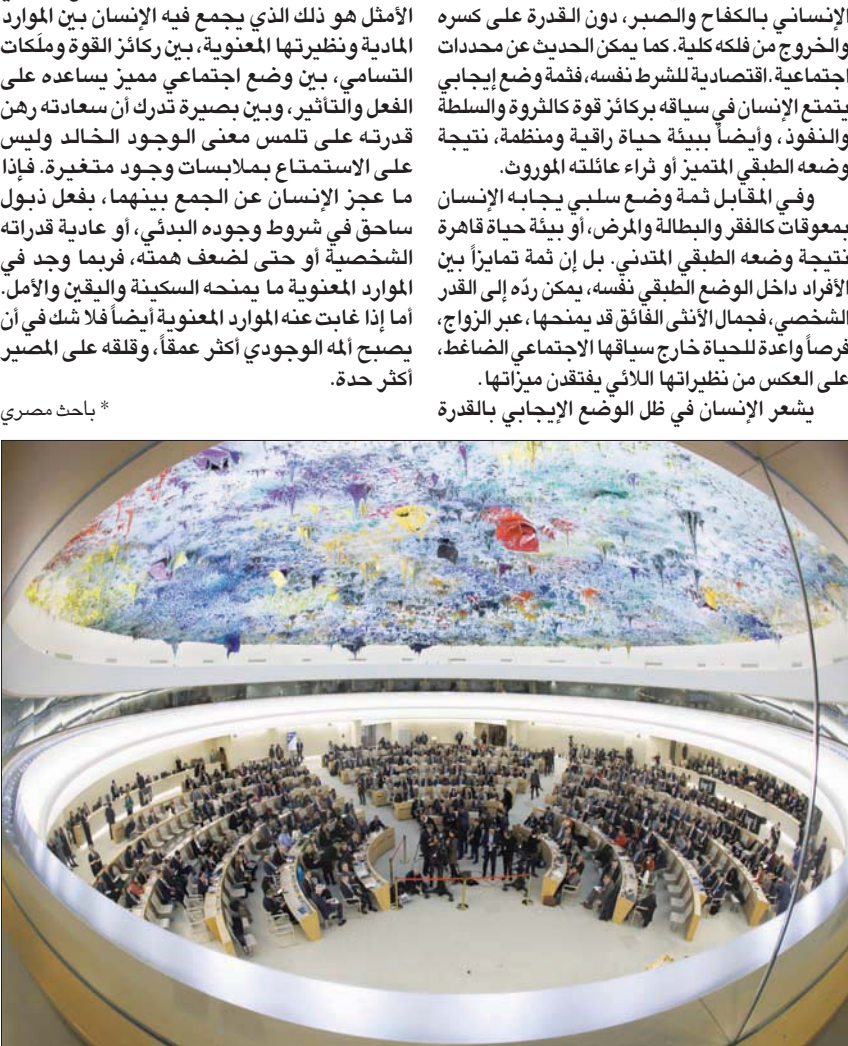 الإنساني بالكفاح والصبر، دون القدرة على كسره
والخروج من فلكه كلية. كما يمكن الحديث عن محددات
اجتماعية.اقتصادية للشرط نفسه، فثمة وضع إيجابي
يتمتع الإنسان في سياقه بركائز قوة كالثروة والسلطة
والنفوذ، وأيضاً ببيئة حياة راقية ومنظمة، نتيجة
وضعه الطبقي المتميز أو ثراء عائلته الموروث.
وفي المقابل ثمة وضع سلبي يجابه الإنسان
بمعوقات كالفقر والبطالة والمرض، أو بيئة حياة قاهرة
نتيجة وضعه الطبقي المتدني. بل إن ثمة تمايزاً بين
الأفراد داخل الوضع الطبقي نفسه، يمكن ردّه إلى القدر
الشخصي، فجمال الأنثى الفائق قد يمنحها، عبر الزواج،
فرصاً واعدة للحياة خارج سياقها الاجتماعي الضاغط،
على العكس من نظيراتها اللائي يفتقدن ميزاتها.
يشعر الإنسان في ظل الوضع الإيجابي بالقدرة
الأمثل هو ذلك الذي يجمع فيه الإنسان بين الموارد
المادية ونظيرتها المعنوية، بين ركائز القوة وملَكات
التسامي، بين وضع اجتماعي مميز يساعده على
الفعل والتأثير، وبين بصيرة تدرك أن سعادته رهن
قدرته على تلمس معنى الوجود الخالد وليس
على الاستمتاع بملابسات وجود متغيرة. فإذا
ما عجز الإنسان عن الجمع بينهما، بفعل ذبول
ساحق في شروط وجوده البدئي، أو عادية قدراته
الشخصية أو حتى لضعف همته، فربما وجد في
الموارد المعنوية ما يمنحه السكينة واليقين والأمل.
أما إذا غابت عنه الموارد المعنوية أيضاً فلا شك في أن
يصبح ألمه الوجودي أكثر عمقاً، وقلقه على المصير
أكثر حدة.
* باحث مصري